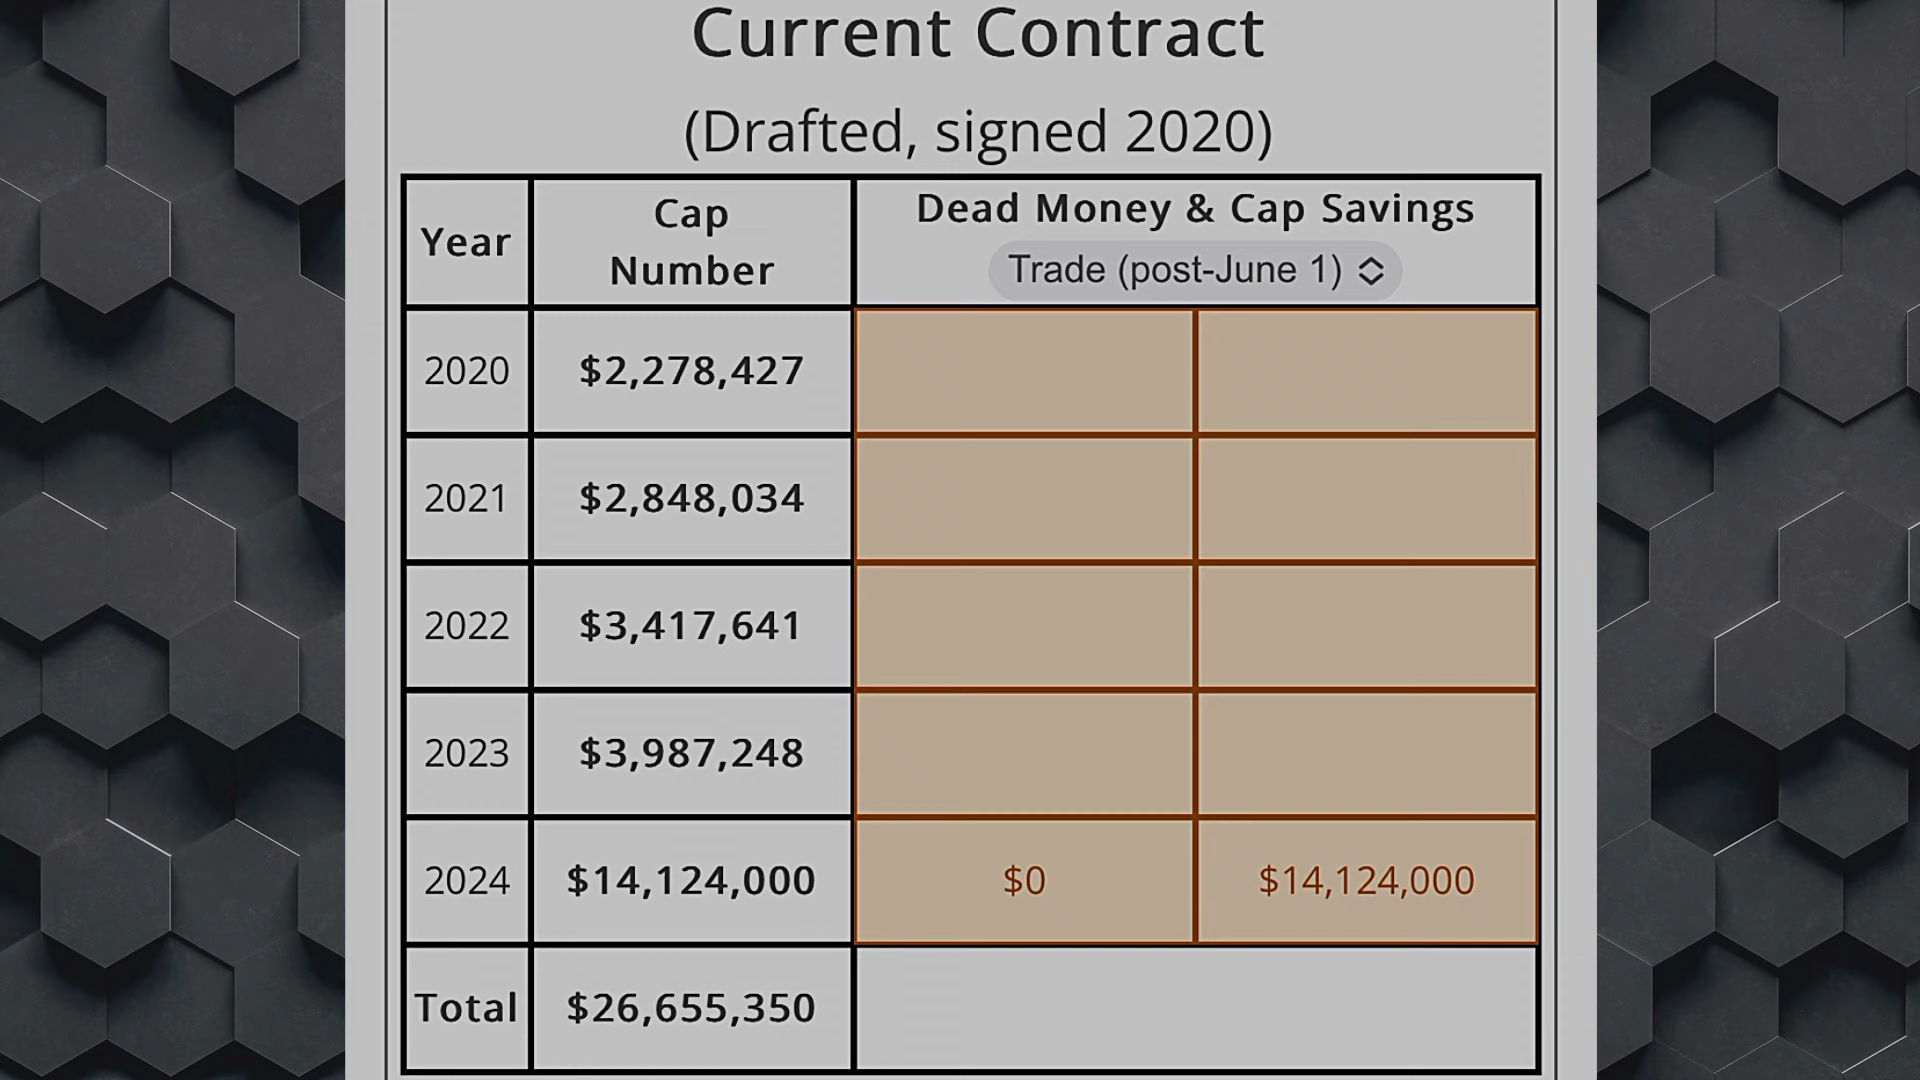 Current Contract
(Drafted, signed 2020)
Year
Cap
Number
Dead Money & Cap Savings
Trade (post-June 1)
2020 $2,278,427
2021 $2,848,034
2022 $3,417,641
2023 $3,987,248
2024 $14,124,000 $0 $14,124,000
Total $26,655,350